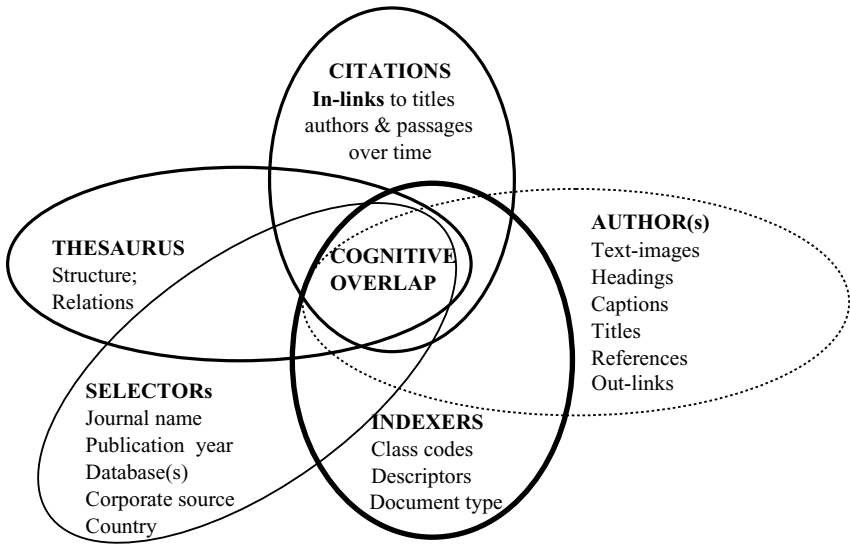 CITATIONS
In-links to titles
authors & passages
over time
THESAURUS
Structure;
Relations
COGNITIVE
OVERLAP
AUTHOR(s)
Text-images
Headings
Captions
Titles
References
Out-links
SELECTORs
Journal name
Publication year
Database(s)
Corporate source
Country
INDEXERS
Class codes
Descriptors
Document type